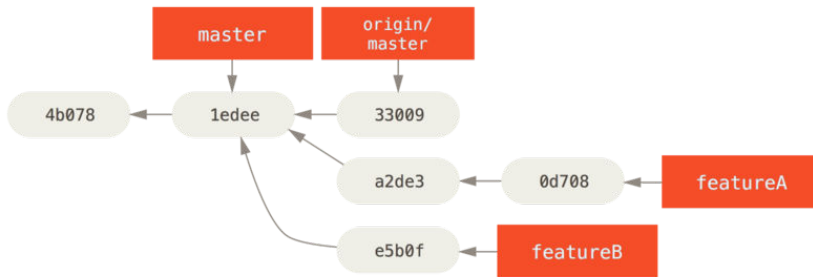 master
origin/
master
4b078
1edee
33009
a2de3
0d708
featureA
e5b0f
featureB